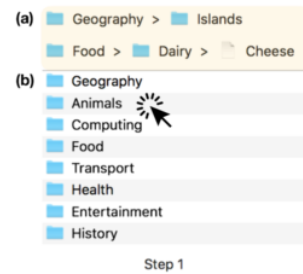 (a) Geography > Islands
Food > Dairy > Cheese
(b) Geography
Animals
Computing
Food
Transport
Health
Entertainment
History
Step 1